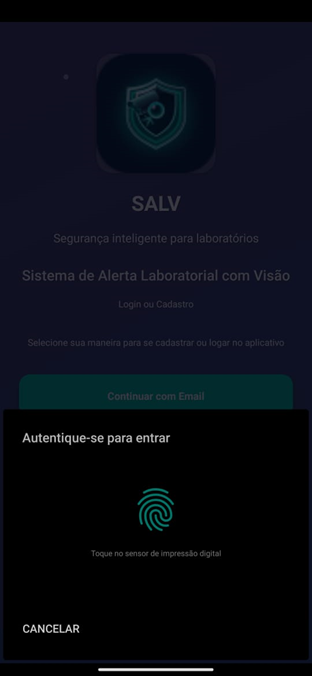 SALV
Segurança inteligente para laboratórios
Sistema de Alerta Laboratorial com Visão
Login ou Cadastro
Selecione sua maneira para se cadastrar ou logar no aplicativo
Continuar com Email
Autentique-se para entrar
Toque no sensor de impressão digital
CANCELAR